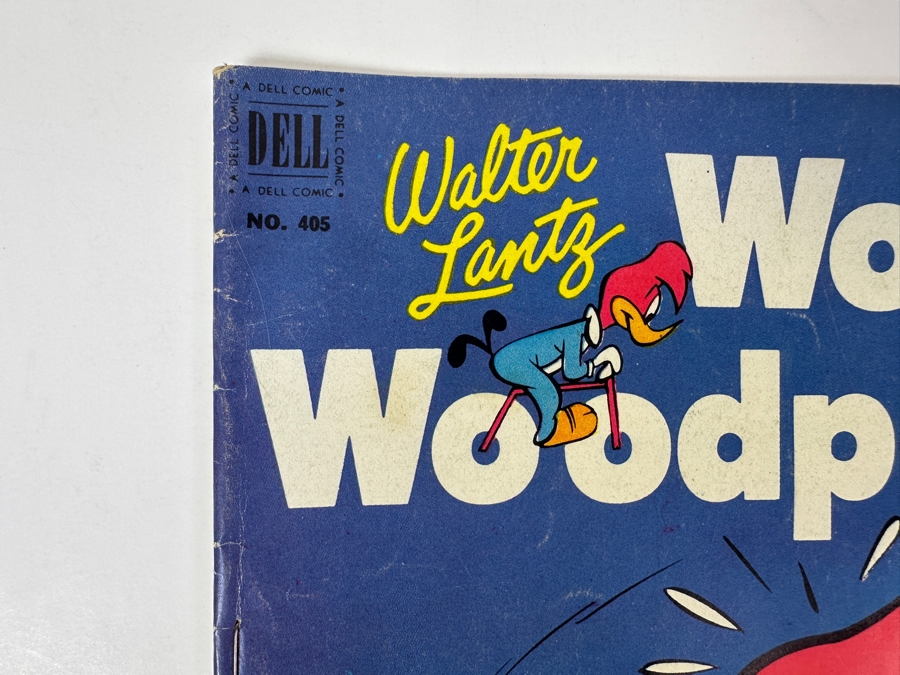 A DELL COMIC
A DELL COMIC
DELL
A DELL COMIC
A DELL COMIC
NO. 405
Walter
Lantz
Wo
Woodp